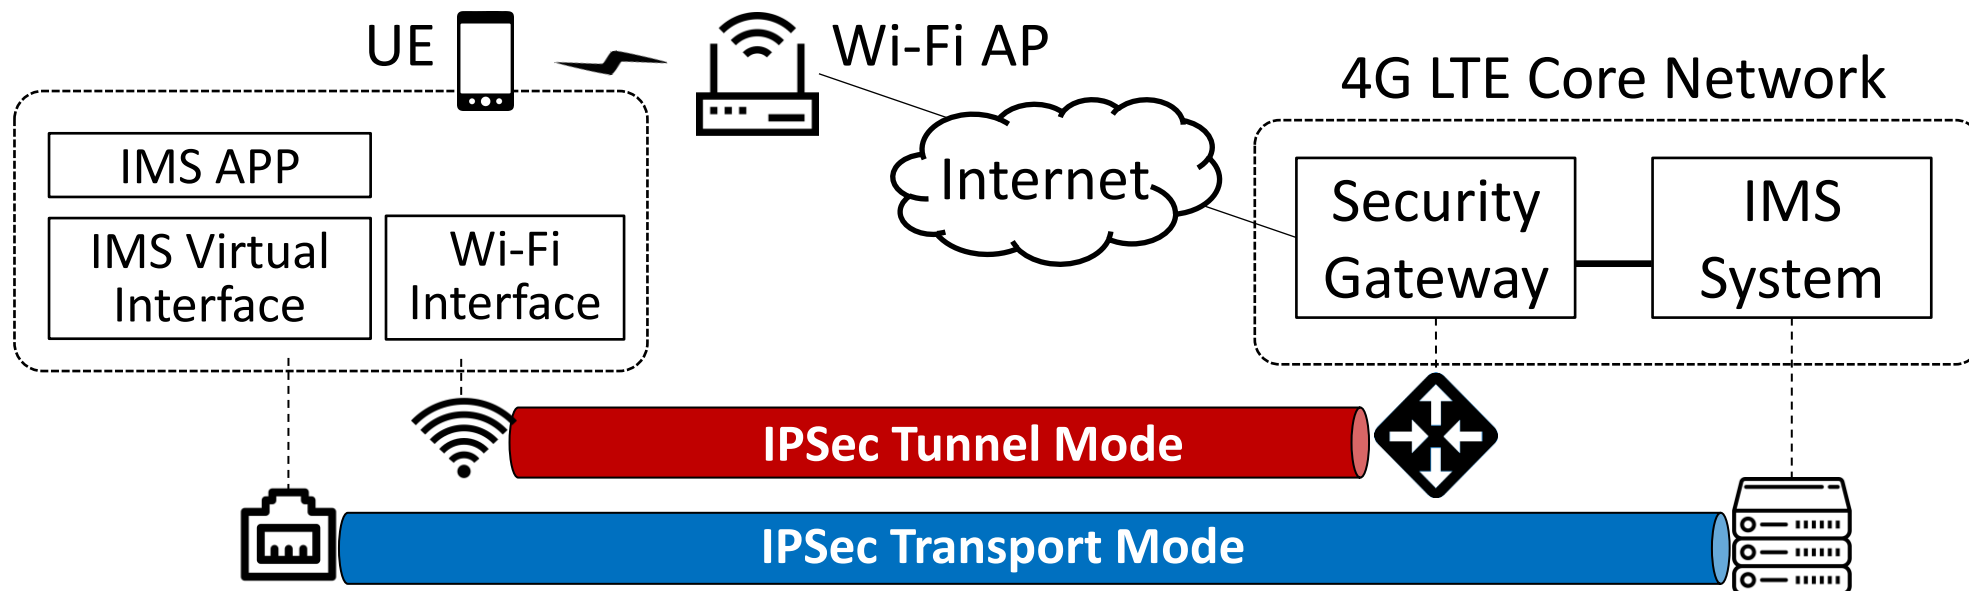 UE
Wi-Fi AP
4G LTE Core Network
IMS APP
IMS Virtual
Interface
Wi-Fi
Interface
Internet
Security
Gateway
IMS
System
IPSec Tunnel Mode
IPSec Transport Mode